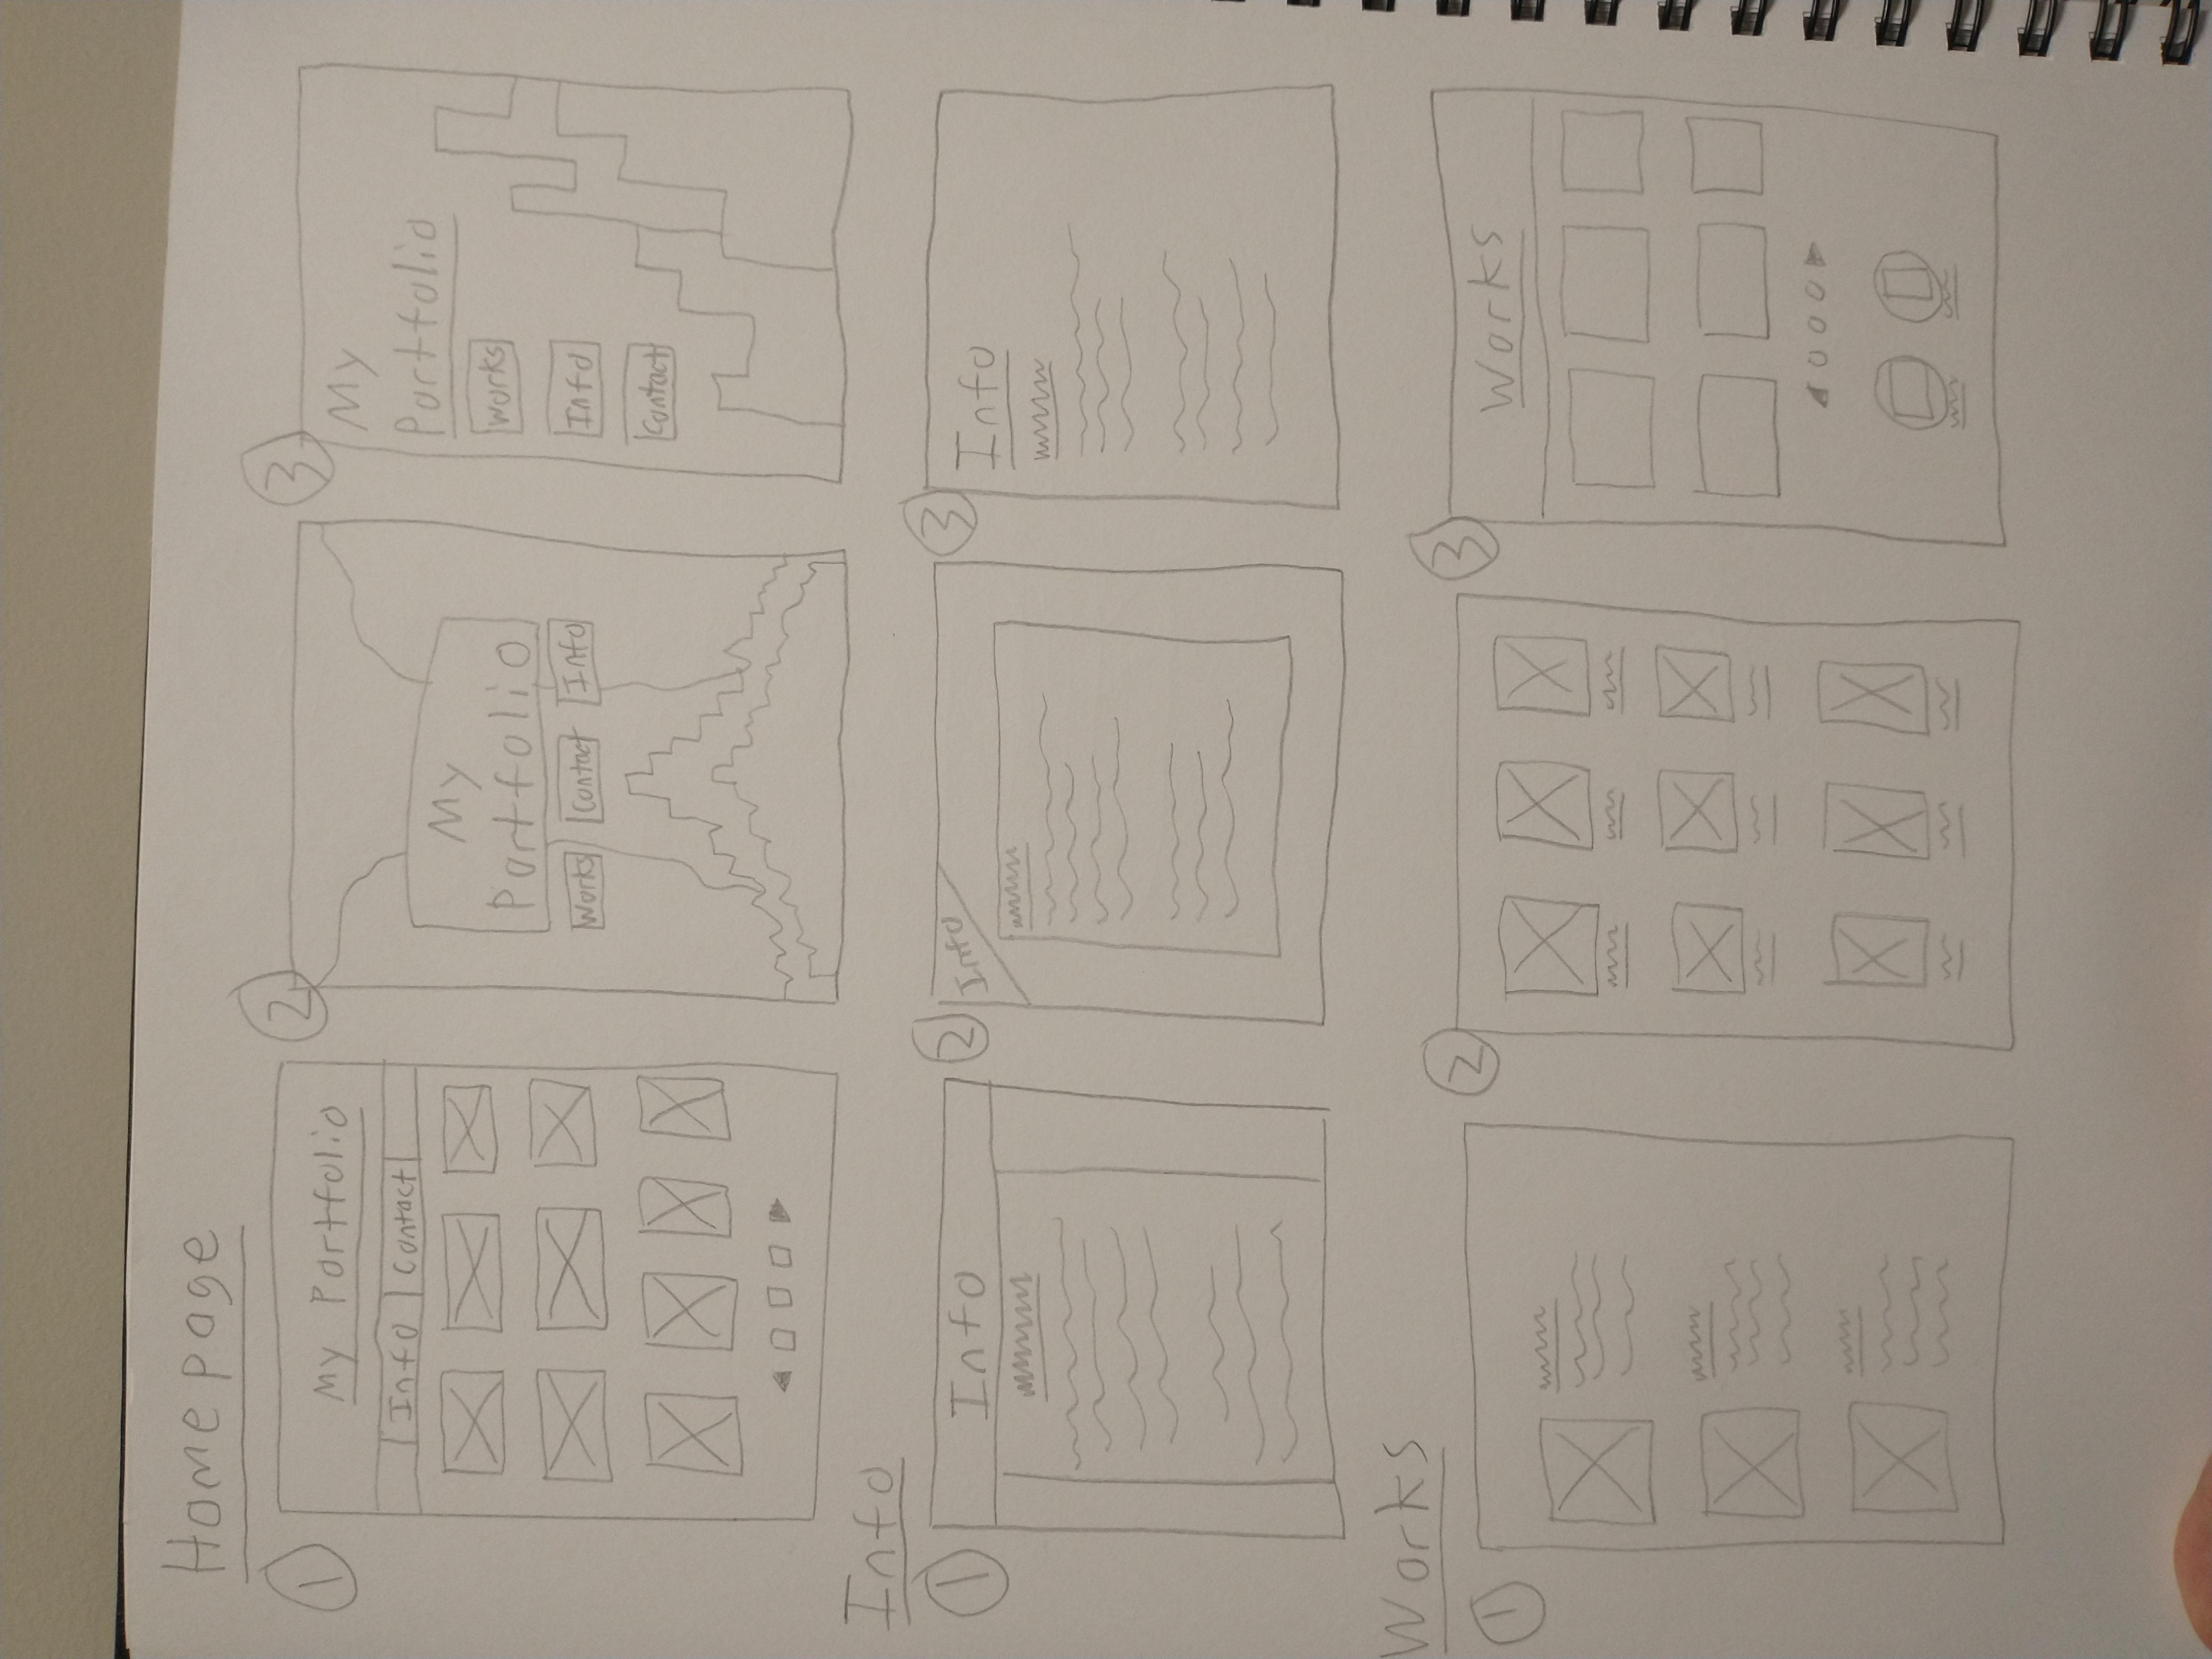 Homepage
1
My Portfolio
Info Contact
2
My
Portfolio
Works Contact Info
3
My
Portfolio
Works
Info
Contact
Info
1
Info
2
Info
3
Info
Works
1
2
3
Works